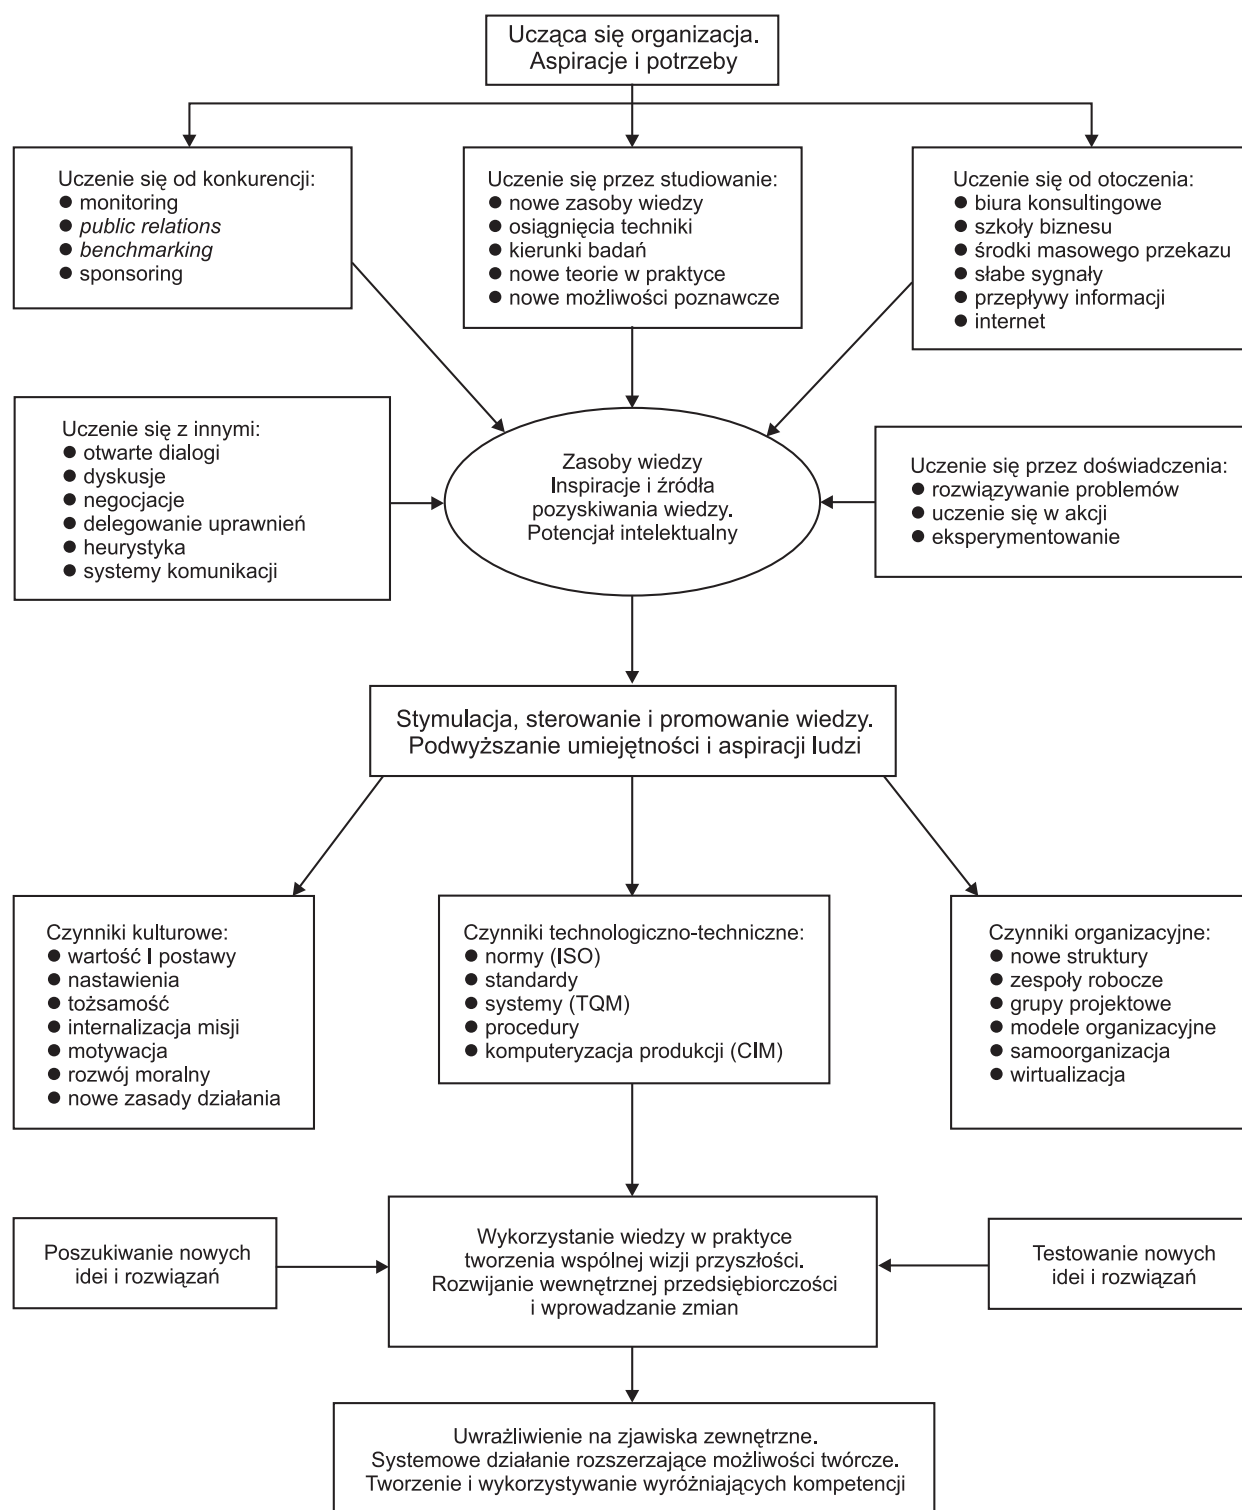 Ucząca się organizacja.
Aspiracje i potrzeby
Uczenie się od konkurencji:
● monitoring
● public relations
● benchmarking
● sponsoring
Uczenie się przez studiowanie:
● nowe zasoby wiedzy
● osiągnięcia techniki
● kierunki badań
● nowe teorie w praktyce
● nowe możliwości poznawcze
Uczenie się od otoczenia:
● biura konsultingowe
● szkoły biznesu
● środki masowego przekazu
● słabe sygnały
● przepływy informacji
● internet
Uczenie się z innymi:
● otwarte dialogi
● dyskusje
● negocjacje
● delegowanie uprawnień
● heurystyka
● systemy komunikacji
Zasoby wiedzy
Inspiracje i źródła
pozyskiwania wiedzy.
Potencjał intelektualny
Uczenie się przez doświadczenia:
● rozwiązywanie problemów
● uczenie się w akcji
● eksperymentowanie
Stymulacja, sterowanie i promowanie wiedzy.
Podwyższanie umiejętności i aspiracji ludzi
Czynniki kulturowe:
● wartość I postawy
● nastawienia
● tożsamość
● internalizacja misji
● motywacja
● rozwój moralny
● nowe zasady działania
Czynniki technologiczno-techniczne:
● normy (ISO)
● standardy
● systemy (TQM)
● procedury
● komputeryzacja produkcji (CIM)
Czynniki organizacyjne:
● nowe struktury
● zespoły robocze
● grupy projektowe
● modele organizacyjne
● samoorganizacja
● wirtualizacja
Poszukiwanie nowych
idei i rozwiązań
Wykorzystanie wiedzy w praktyce
tworzenia wspólnej wizji przyszłości.
Rozwijanie wewnętrznej przedsiębiorczości
i wprowadzanie zmian
Testowanie nowych
idei i rozwiązań
Uwrażliwienie na zjawiska zewnętrzne.
Systemowe działanie rozszerzające możliwości twórcze.
Tworzenie i wykorzystywanie wyróżniających kompetencji